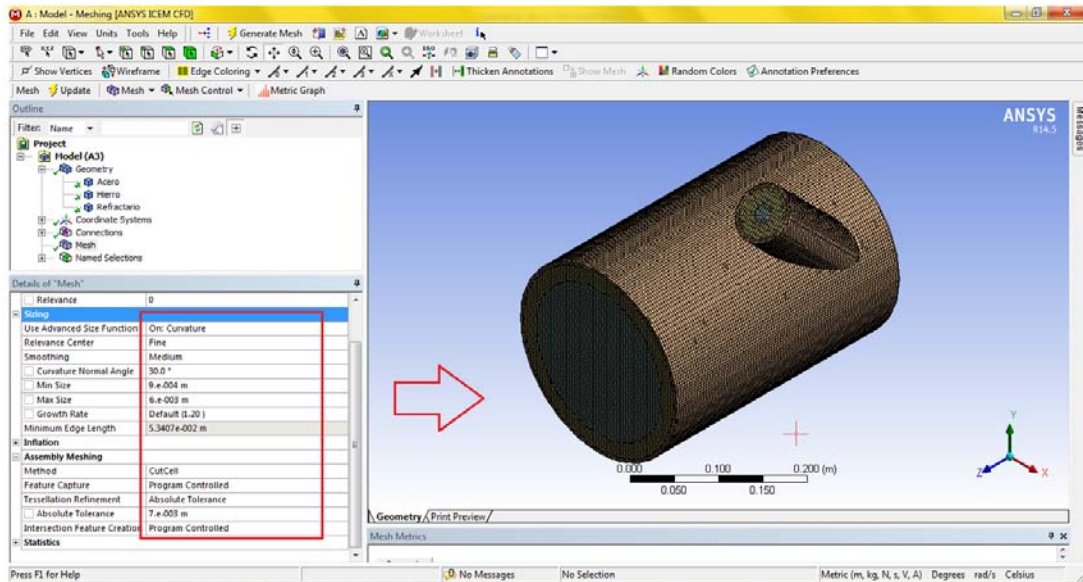 A : Model - Meshing [ANSYS ICEM CFD]
File Edit View Units Tools Help Generate Mesh Worksheet
Show Vertices Wireframe Edge Coloring Thicken Annotations Show Mesh Random Colors Annotation Preferences
Mesh Update Mesh Mesh Control Metric Graph
Outline
Filter: Name
Project
Model (A3)
Geometry
Acero
Hierro
Refractario
Coordinate Systems
Connections
Mesh
Named Selections
Details of "Mesh"
Relevance 0
Sizing
Use Advanced Size Function On: Curvature
Relevance Center Fine
Smoothing Medium
Curvature Normal Angle 30.0 °
Min Size 9.e-004 m
Max Size 6.e-003 m
Growth Rate Default (1.20 )
Minimum Edge Length 5.3407e-002 m
Inflation
Assembly Meshing
Method CutCell
Feature Capture Program Controlled
Tessellation Refinement Absolute Tolerance
Absolute Tolerance 7.e-003 m
Intersection Feature Creation Program Controlled
Statistics
ANSYS
R14.5
Messages
0.000 0.100 0.200 (m)
0.050 0.150
Y
Z X
Geometry Print Preview
Mesh Metrics
Press F1 for Help 0 No Messages No Selection Metric (m, kg, N, s, V, A) Degrees rad/s Celsius